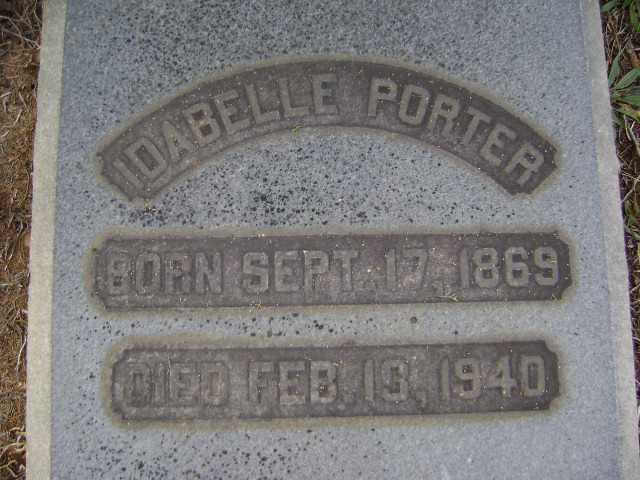 IDABELLE PORTER
BORN SEPT. 17, 1869
DIED FEB. 13, 1940